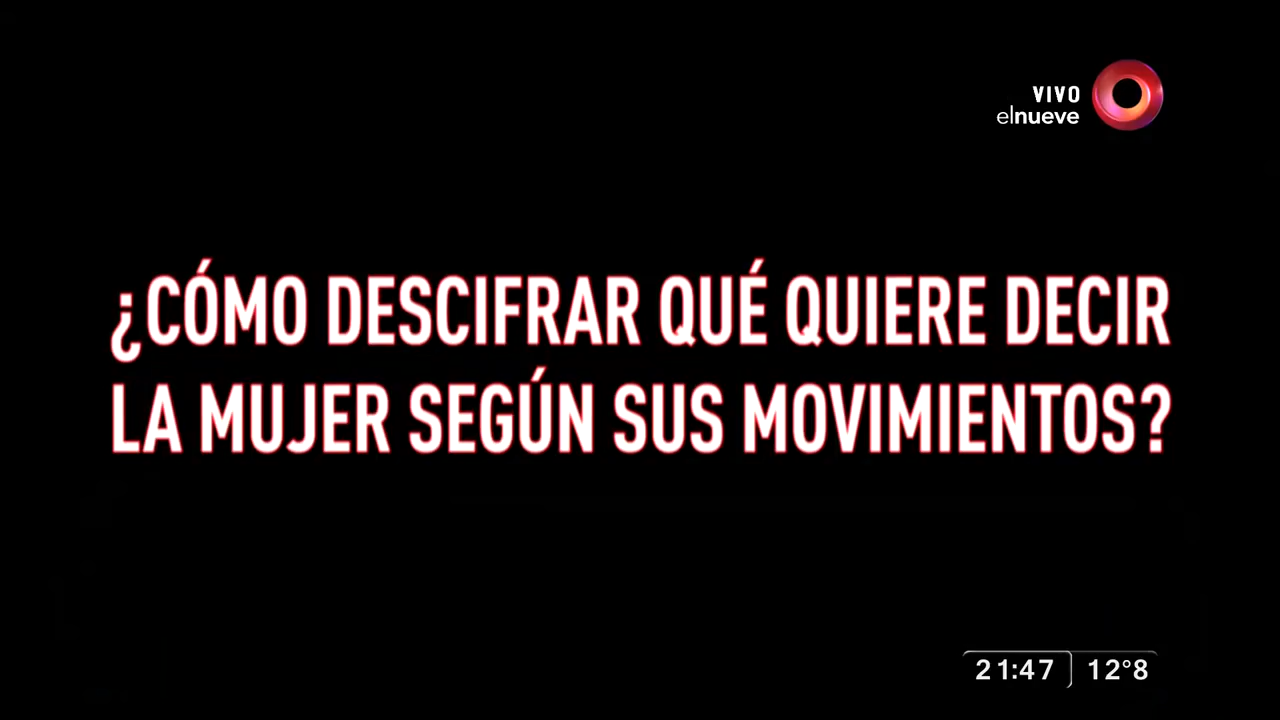 VIVO
elnueve
¿CÓMO DESCIFRAR QUÉ QUIERE DECIR
LA MUJER SEGÚN SUS MOVIMIENTOS?
21:47 12°8